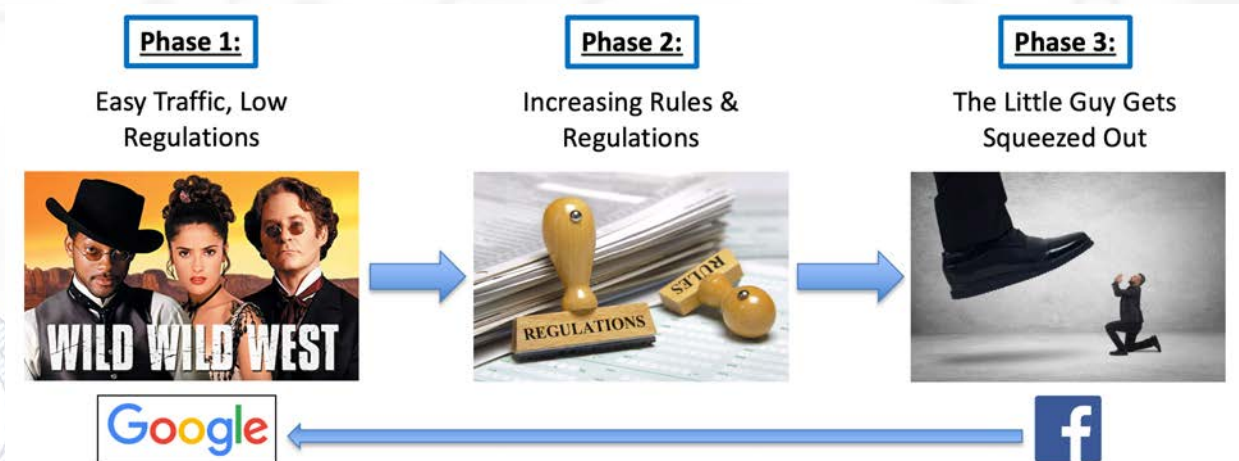 Phase 1:
Easy Traffic, Low
Regulations
WILD WILD WEST
Phase 2:
Increasing Rules &
Regulations
REGULATIONS
RULES
Phase 3:
The Little Guy Gets
Squeezed Out
Google
f